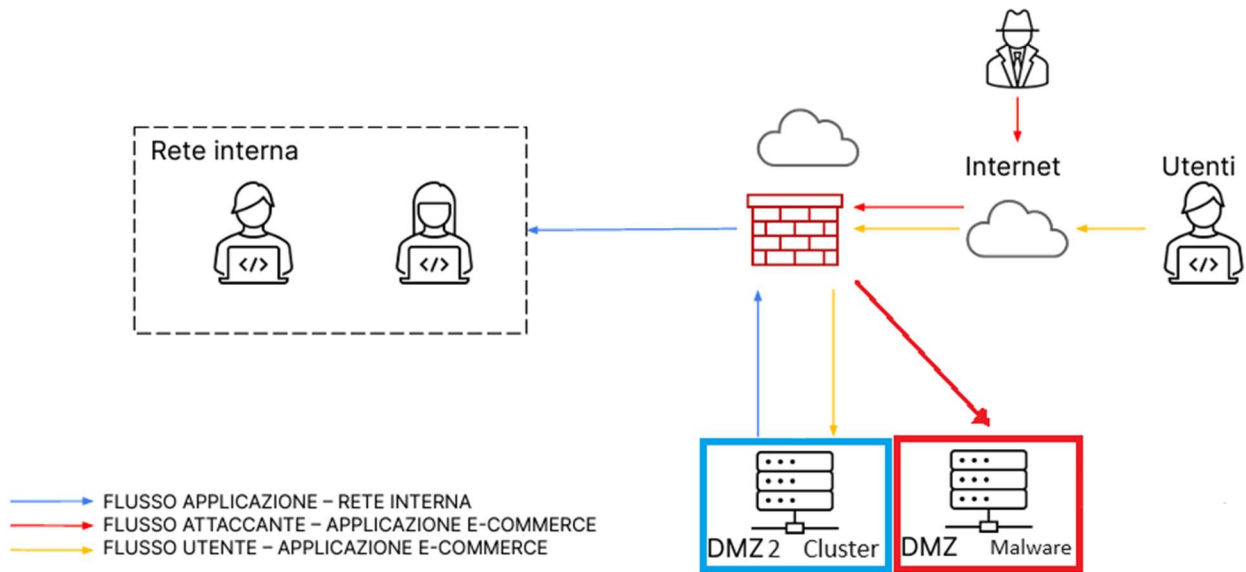 Rete interna
</>
</>
Internet
Utenti
</>
FLUSSO APPLICAZIONE – RETE INTERNA
FLUSSO ATTACCANTE – APPLICAZIONE E-COMMERCE
FLUSSO UTENTE – APPLICAZIONE E-COMMERCE
DMZ 2 Cluster
DMZ Malware